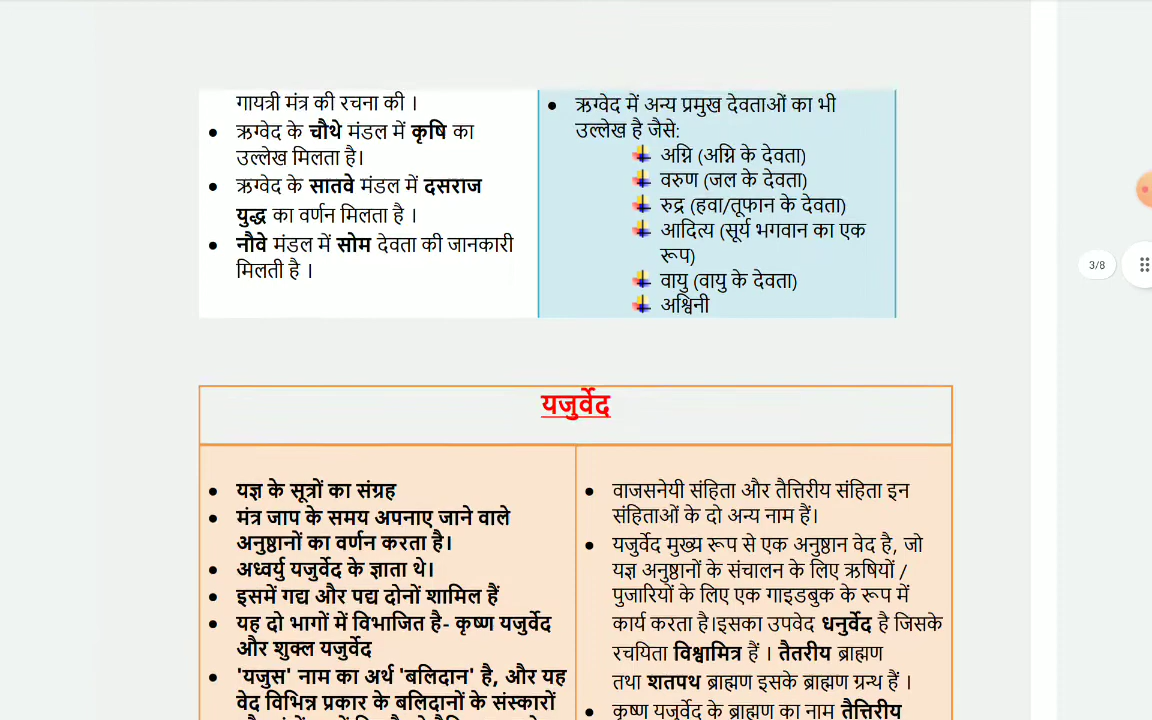 गायत्री मंत्र की रचना की ।
• ऋग्वेद के चौथे मंडल में कृषि का
उल्लेख मिलता है।
• ऋग्वेद के सातवे मंडल में दसराज
युद्ध का वर्णन मिलता है ।
• नौवे मंडल में सोम देवता की जानकारी
मिलती है ।
• ऋग्वेद में अन्य प्रमुख देवताओं का भी
उल्लेख है जैसे:
अग्नि (अग्नि के देवता)
वरुण (जल के देवता)
रुद्र (हवा/तूफान के देवता)
आदित्य (सूर्य भगवान का एक
रूप)
वायु (वायु के देवता)
अश्विनी
3/8
यजुर्वेद
• यज्ञ के सूत्रों का संग्रह
• मंत्र जाप के समय अपनाए जाने वाले
अनुष्ठानों का वर्णन करता है।
• अध्वर्यु यजुर्वेद के ज्ञाता थे।
• इसमें गद्य और पद्य दोनों शामिल हैं
• यह दो भागों में विभाजित है- कृष्ण यजुर्वेद
और शुक्ल यजुर्वेद
• 'यजुस' नाम का अर्थ 'बलिदान' है, और यह
वेद विभिन्न प्रकार के बलिदानों के संस्कारों
• वाजसनेयी संहिता और तैत्तिरीय संहिता इन
संहिताओं के दो अन्य नाम हैं।
• यजुर्वेद मुख्य रूप से एक अनुष्ठान वेद है, जो
यज्ञ अनुष्ठानों के संचालन के लिए ऋषियों /
पुजारियों के लिए एक गाइडबुक के रूप में
कार्य करता है।इसका उपवेद धनुर्वेद है जिसके
रचयिता विश्वामित्र हैं । तैतरीय ब्राह्मण
तथा शतपथ ब्राह्मण इसके ब्राह्मण ग्रन्थ हैं ।
• कृष्ण यजुर्वेद के ब्राह्मण का नाम तैत्तिरीय